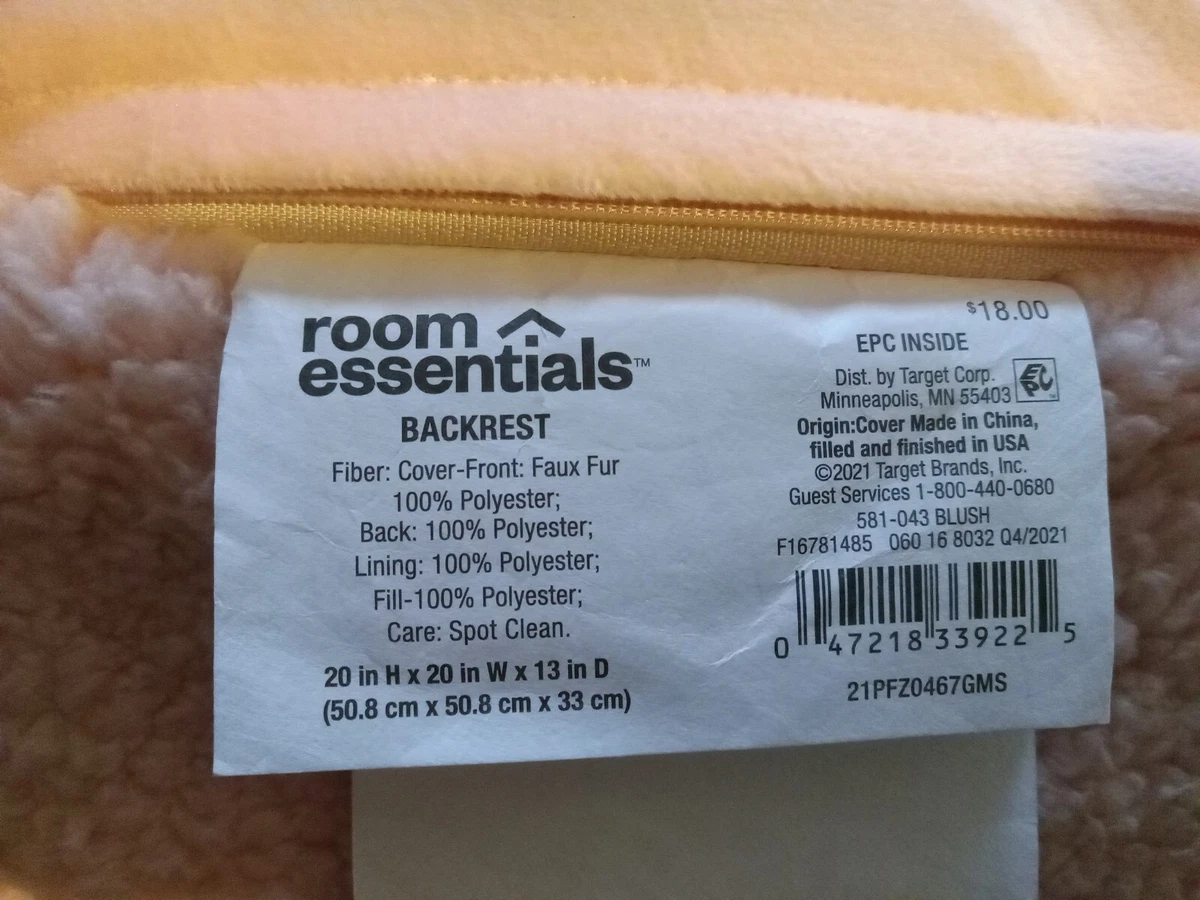 room
essentials™
BACKREST
Fiber: Cover-Front: Faux Fur
100% Polyester;
Back: 100% Polyester;
Lining: 100% Polyester;
Fill-100% Polyester;
Care: Spot Clean.
20 in H x 20 in W x 13 in D
(50.8 cm x 50.8 cm x 33 cm)
$18.00
EPC INSIDE
Dist. by Target Corp.
Minneapolis, MN 55403
EPC™
Origin:Cover Made in China,
filled and finished in USA
©2021 Target Brands, Inc.
Guest Services 1-800-440-0680
581-043 BLUSH
F16781485 060 16 8032 Q4/2021
0 47218 33922 5
21PFZ0467GMS